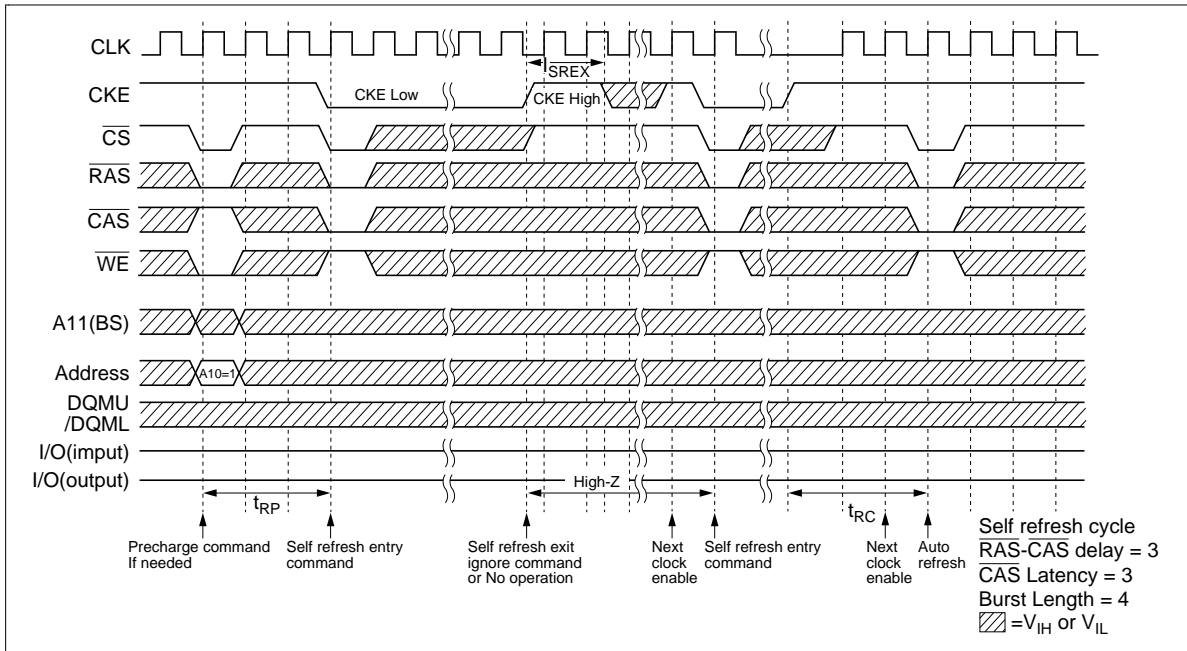 CLK
lSREX
CKE
CKE Low
CKE High
CS
RAS
CAS
WE
A11(BS)
Address
A10=1
DQMU
/DQML
I/O(imput)
I/O(output)
High-Z
tRP
tRC
Precharge command
If needed
Self refresh entry
command
Self refresh exit
ignore command
or No operation
Next
clock
enable
Self refresh entry
command
Next
clock
enable
Auto
refresh
Self refresh cycle
RAS-CAS delay = 3
CAS Latency = 3
Burst Length = 4
=VIH or VIL